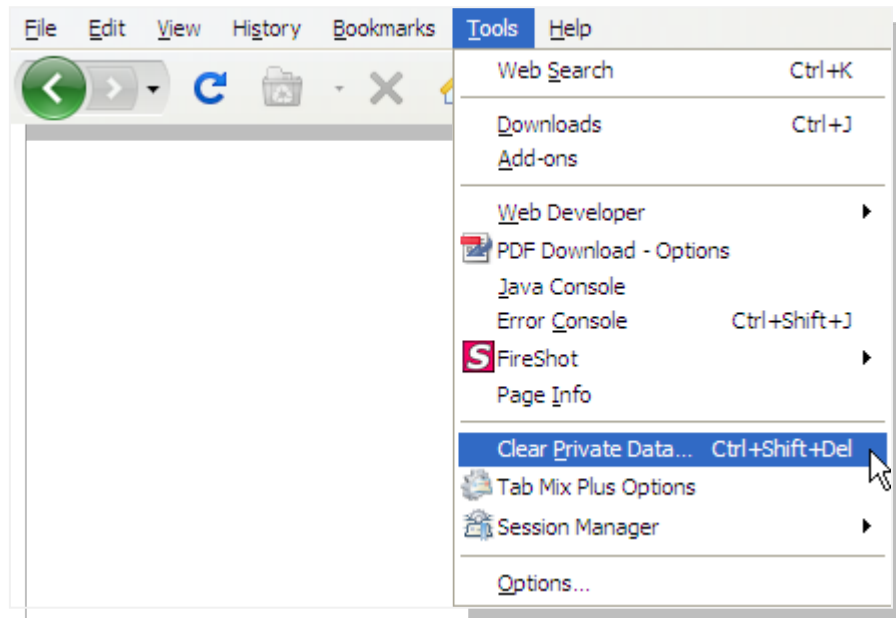 File Edit View History Bookmarks Tools Help
Web Search Ctrl+K
Downloads Ctrl+J
Add-ons
Web Developer
PDF Download - Options
Java Console
Error Console Ctrl+Shift+J
S FireShot
Page Info
Clear Private Data... Ctrl+Shift+Del
Tab Mix Plus Options
Session Manager
Options...